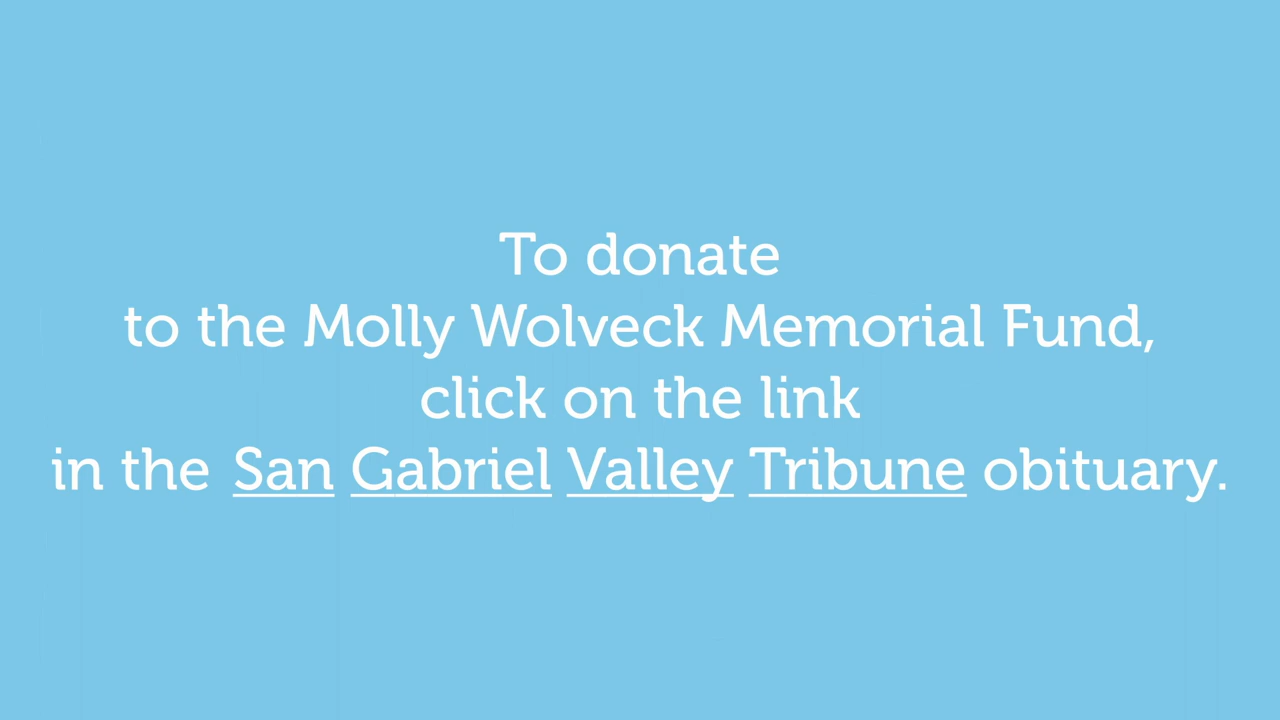 To donate
to the Molly Wolveck Memorial Fund,
click on the link
in the San Gabriel Valley Tribune obituary.